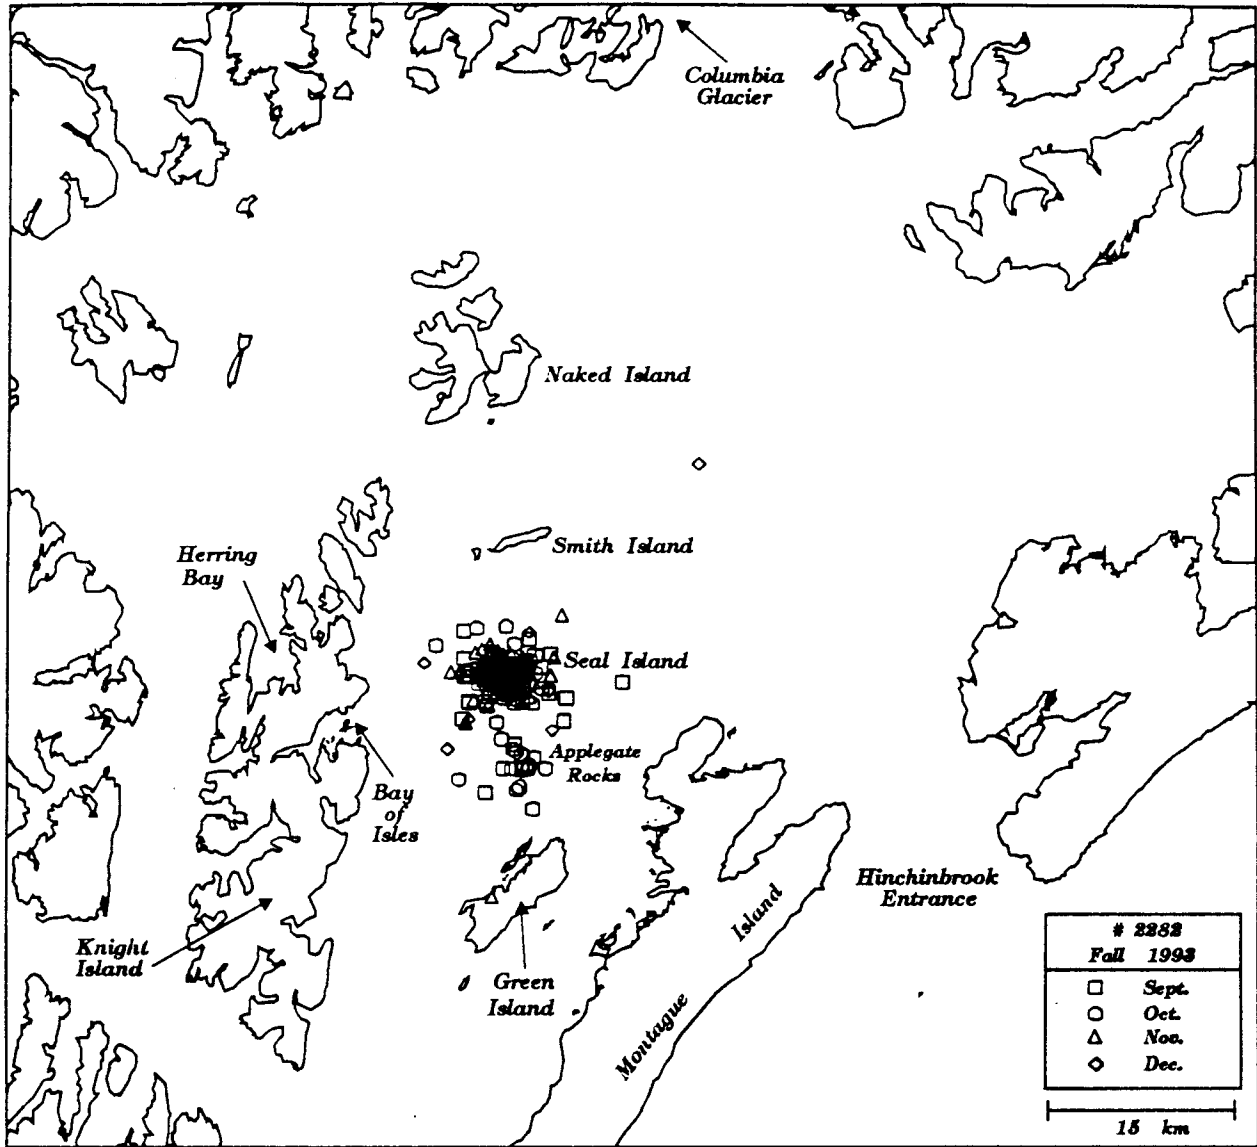 Columbia
Glacier
Naked Island
Smith Island
Herring
Bay
Seal Island
Applegate
Rocks
Bay
of
Isles
Hinchinbrook
Entrance
Island
Montague
Knight
Island
Green
Island
# 2282
Fall 1993
Sept.
Oct.
Nov.
Dec.
15 km